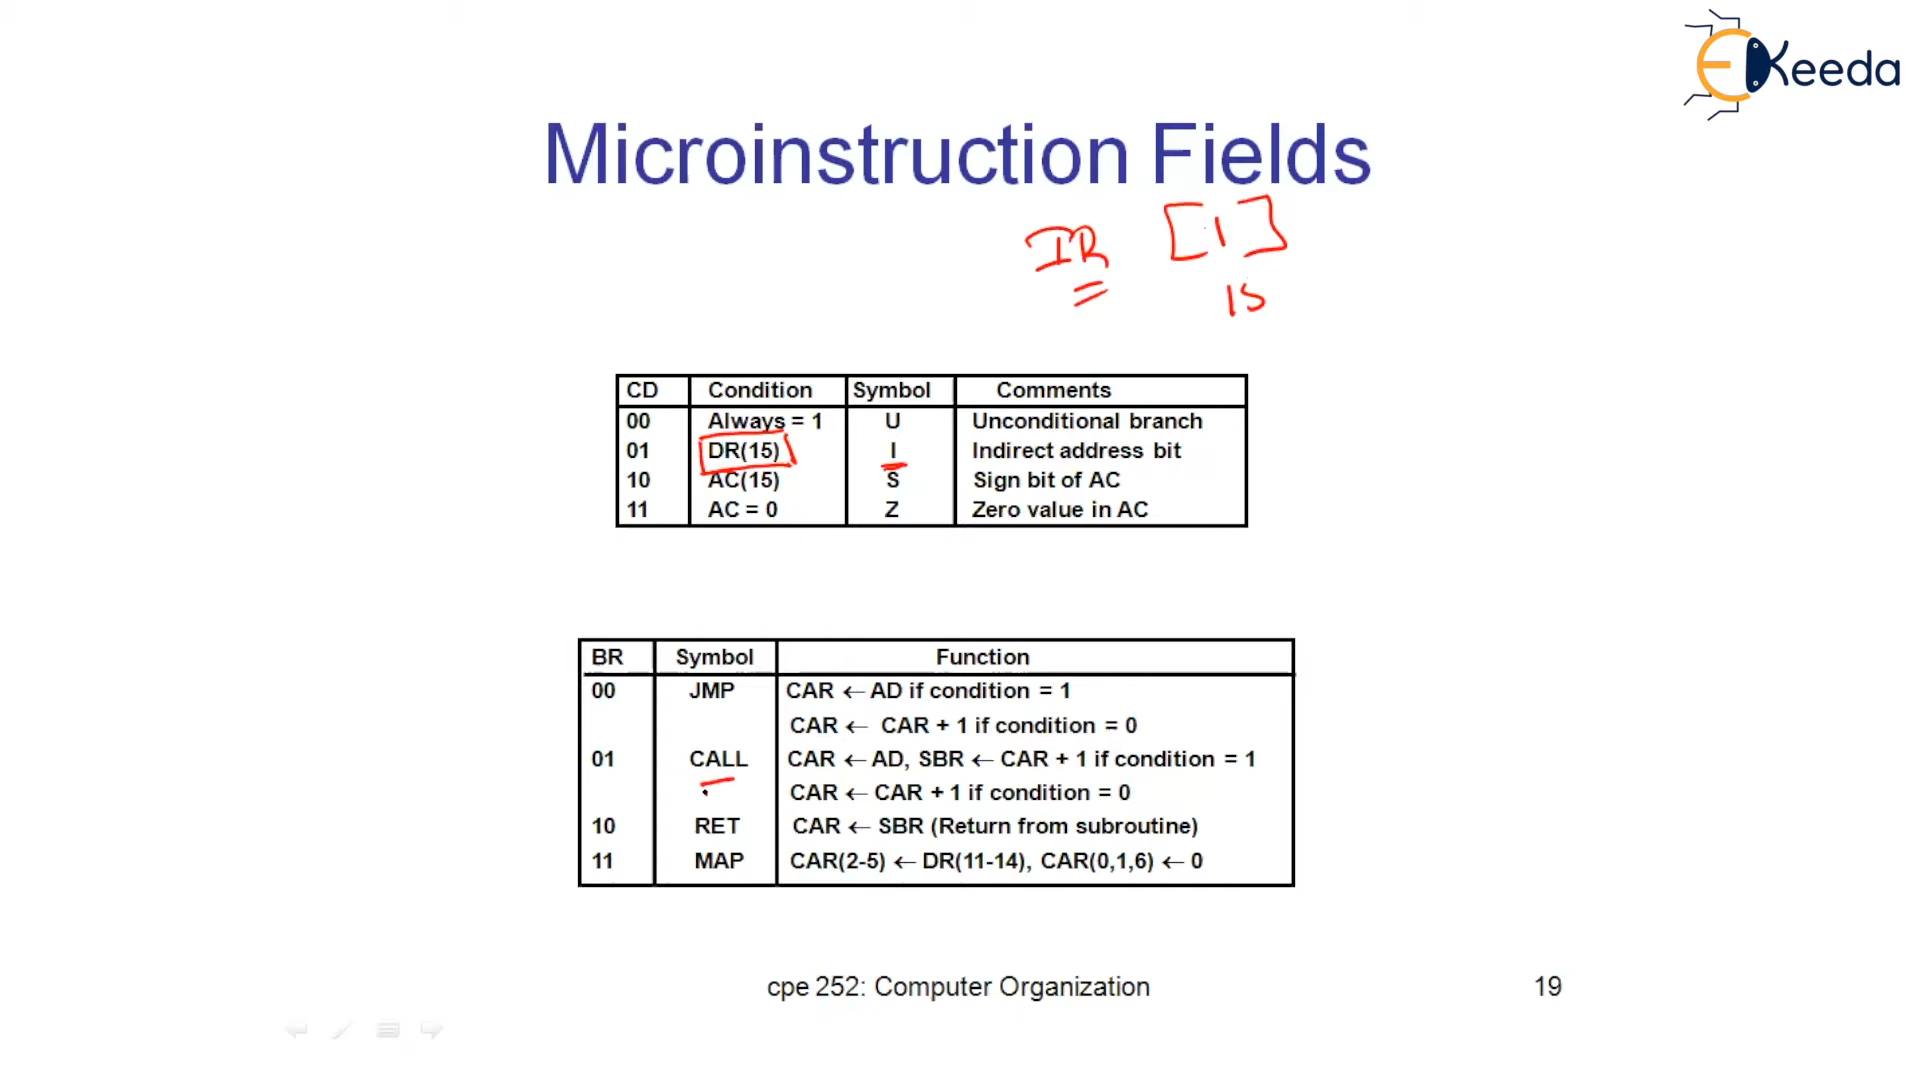 EKeeda
Microinstruction Fields
IR [1]
15
CD Condition Symbol Comments
00 Always = 1 U Unconditional branch
01 DR(15) I Indirect address bit
10 AC(15) S Sign bit of AC
11 AC = 0 Z Zero value in AC
BR Symbol Function
00 JMP CAR ← AD if condition = 1
CAR ← CAR + 1 if condition = 0
01 CALL CAR ← AD, SBR ← CAR + 1 if condition = 1
CAR ← CAR + 1 if condition = 0
10 RET CAR ← SBR (Return from subroutine)
11 MAP CAR(2-5) ← DR(11-14), CAR(0,1,6) ← 0
cpe 252: Computer Organization 19